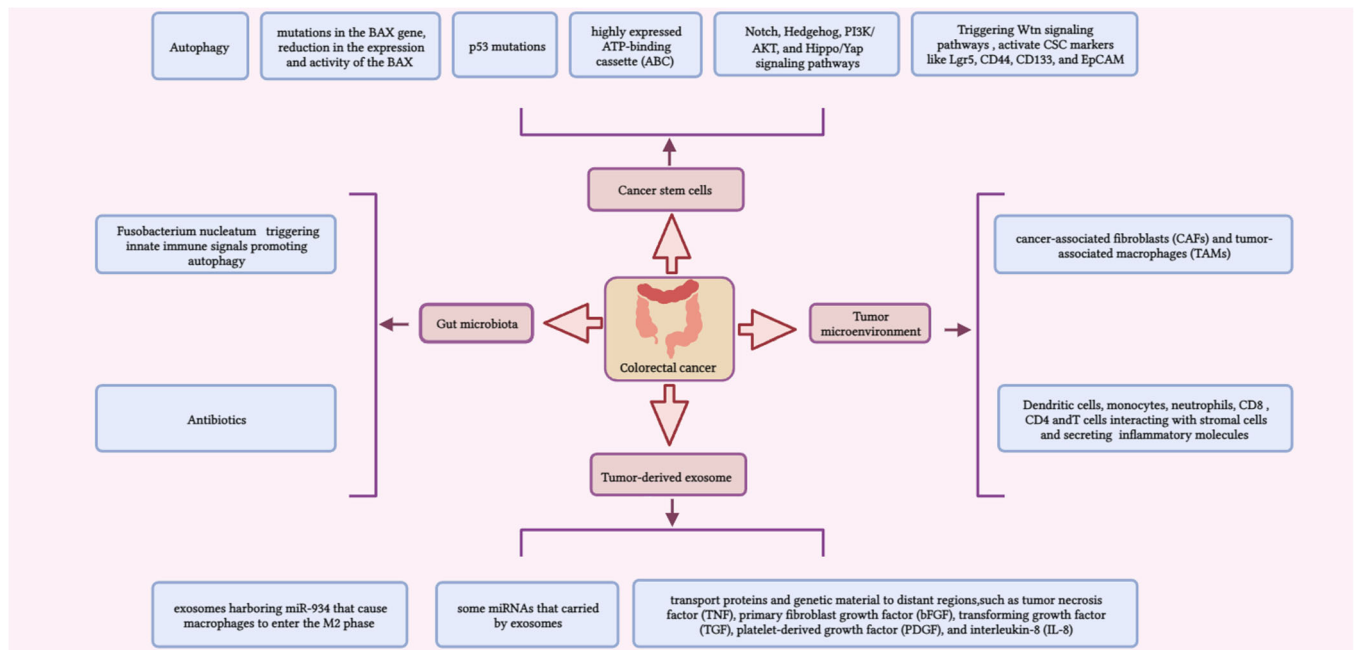 Autophagy
mutations in the BAX gene,
reduction in the expression
and activity of the BAX
p53 mutations
highly expressed
ATP-binding
cassette (ABC)
Notch, Hedgehog, PI3K/
AKT, and Hippo/Yap
signaling pathways
Triggering Wtn signaling
pathways , activate CSC markers
like Lgr5, CD44, CD133, and EpCAM
Cancer stem cells
Fusobacterium nucleatum triggering
innate immune signals promoting
autophagy
cancer-associated fibroblasts (CAFs) and tumor-
associated macrophages (TAMs)
Gut microbiota
Tumor
microenvironment
Colorectal cancer
Antibiotics
Dendritic cells, monocytes, neutrophils, CD8 ,
CD4 andT cells interacting with stromal cells
and secreting inflammatory molecules
Tumor-derived exosome
exosomes harboring miR-934 that cause
macrophages to enter the M2 phase
some miRNAs that carried
by exosomes
transport proteins and genetic material to distant regions,such as tumor necrosis
factor (TNF), primary fibroblast growth factor (bFGF), transforming growth factor
(TGF), platelet-derived growth factor (PDGF), and interleukin-8 (IL-8)